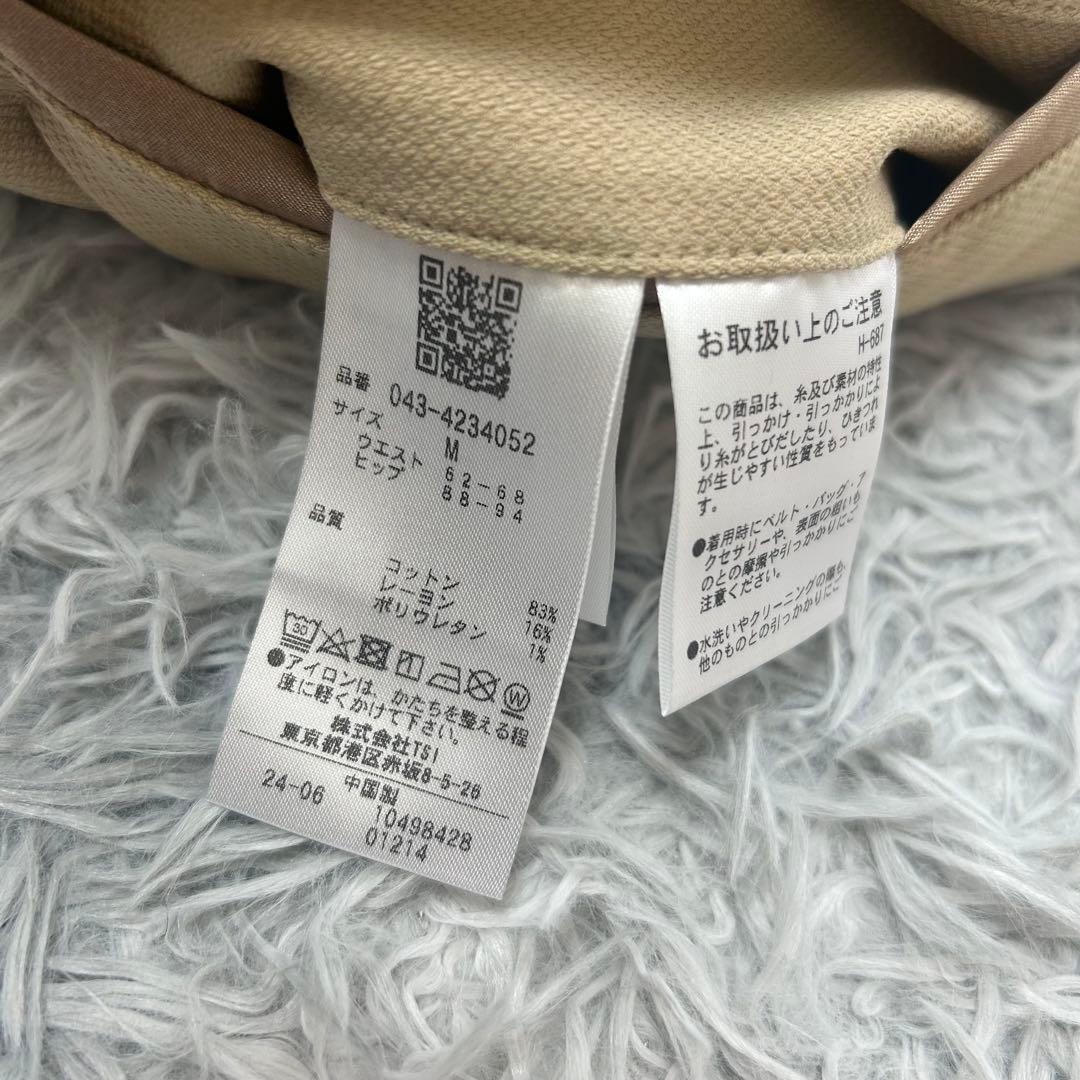 品番 043-4234052
サイズ M
ウエスト 62-68
ヒップ 88-94
品質
コットン 83%
レーヨン 16%
ポリウレタン 1%
30
W
●アイロンは、かたちを整える程
度に軽くかけて下さい。
株式会社TSI
東京都港区赤坂8-5-26
中国製
24-06 10498428
01214
お取扱い上のご注意
H-687
この商品は、糸及び素材の特性
上、引っかけ・引っかかりによ
り糸がとびだしたり、ひきつれ
が生じやすい性質をもっていま
す。
●着用時にベルト・バッグ・ア
クセサリーや、表面の粗いも
のとの摩擦や引っかかりにご
注意ください。
●水洗いやクリーニングの際も、
他のものとの引っかかりにご